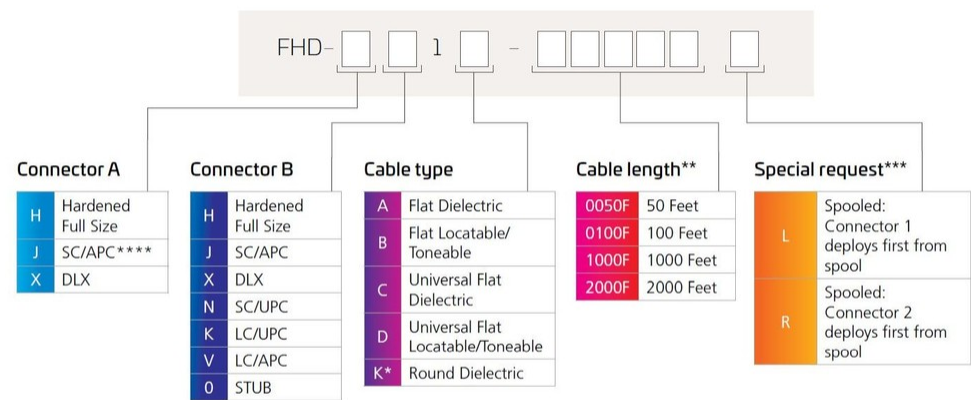 FHD- 1 -
Connector A
H Hardened
Full Size
J SC/APC****
X DLX
Connector B
H Hardened
Full Size
J SC/APC
X DLX
N SC/UPC
K LC/UPC
V LC/APC
0 STUB
Cable type
A Flat Dielectric
B Flat Locatable/
Toneable
C Universal Flat
Dielectric
D Universal Flat
Locatable/Toneable
K* Round Dielectric
Cable length**
0050F 50 Feet
0100F 100 Feet
1000F 1000 Feet
2000F 2000 Feet
Special request***
L Spooled:
Connector 1
deploys first from
spool
R Spooled:
Connector 2
deploys first from
spool